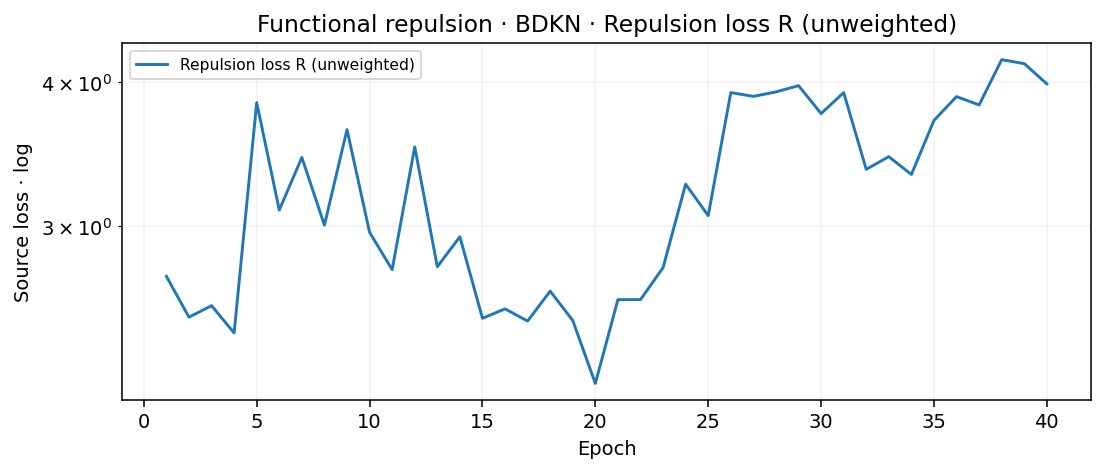 Functional repulsion · BDKN · Repulsion loss R (unweighted)
Repulsion loss R (unweighted)
4 × 10⁰
3 × 10⁰
Source loss · log
0 5 10 15 20 25 30 35 40
Epoch